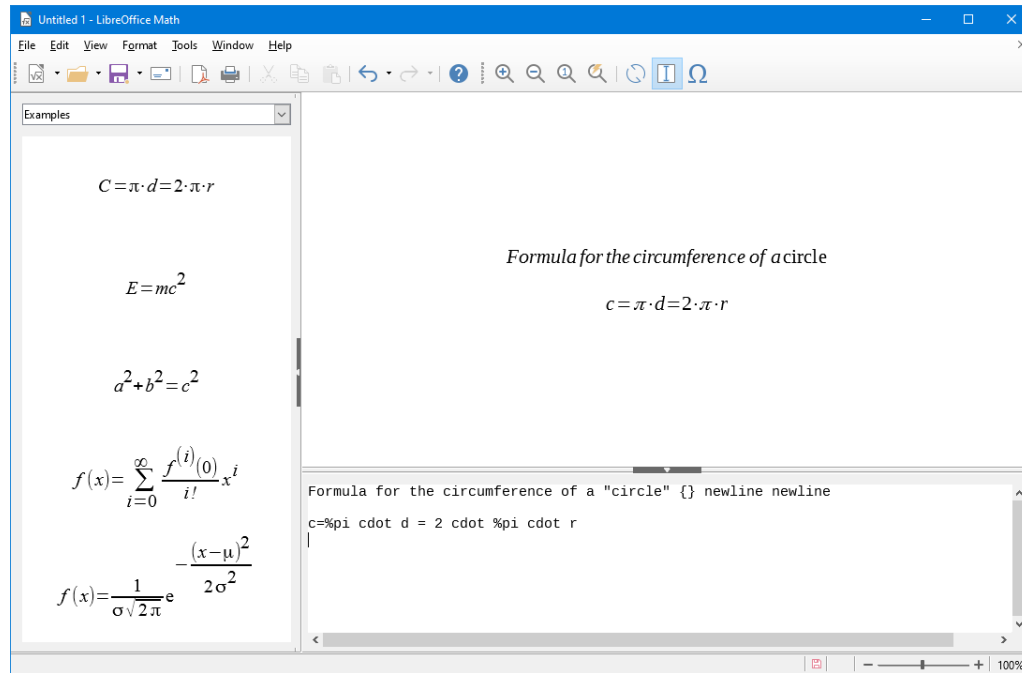 Untitled 1 - LibreOffice Math
File Edit View Format Tools Window Help
Examples
C=π·d=2·π·r
E=mc²
a²+b²=c²
f(x)=∑_{i=0}^{∞} f^{(i)}(0)/i! x^i
f(x)=1/(σ√2π) e^{-(x−μ)²/2σ²}
Formula for the circumference of a circle
c=π·d=2·π·r
Formula for the circumference of a "circle" {} newline newline
c=%pi cdot d = 2 cdot %pi cdot r
100%